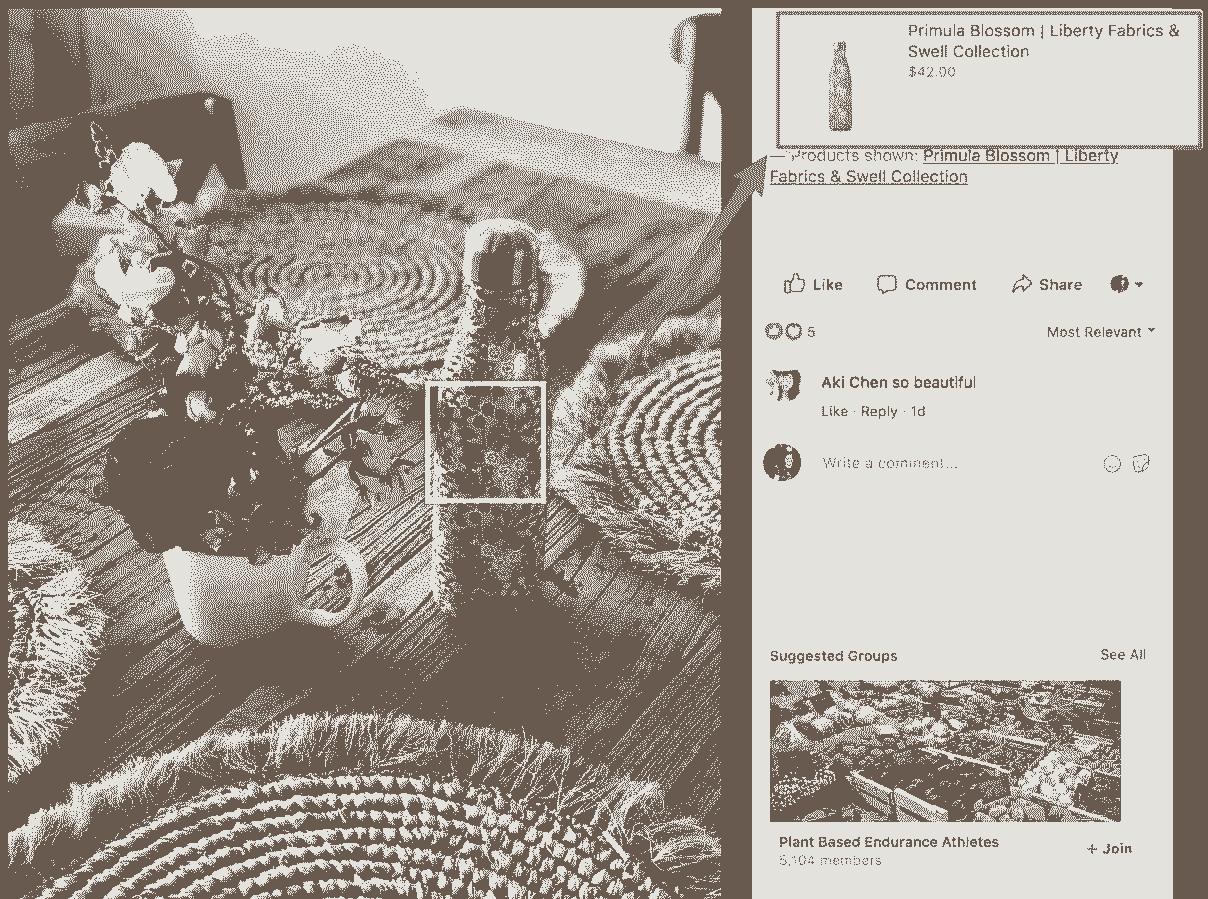 Primula Blossom | Liberty Fabrics &
Swell Collection
$42.00
— Products shown: Primula Blossom | Liberty
Fabrics & Swell Collection
Like
Comment
Share
5
Most Relevant
Aki Chen so beautiful
Like · Reply · 1d
Write a comment...
Suggested Groups
See All
Plant Based Endurance Athletes
5,104 members
+ Join